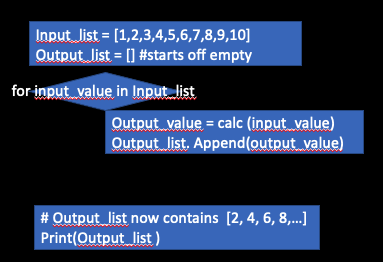 Input_list = [1,2,3,4,5,6,7,8,9,10]
Output_list = [] #starts off empty
for input_value in Input_list
Output_value = calc (input_value)
Output_list. Append(output_value)
# Output_list now contains  [2, 4, 6, 8,...]
Print(Output_list )